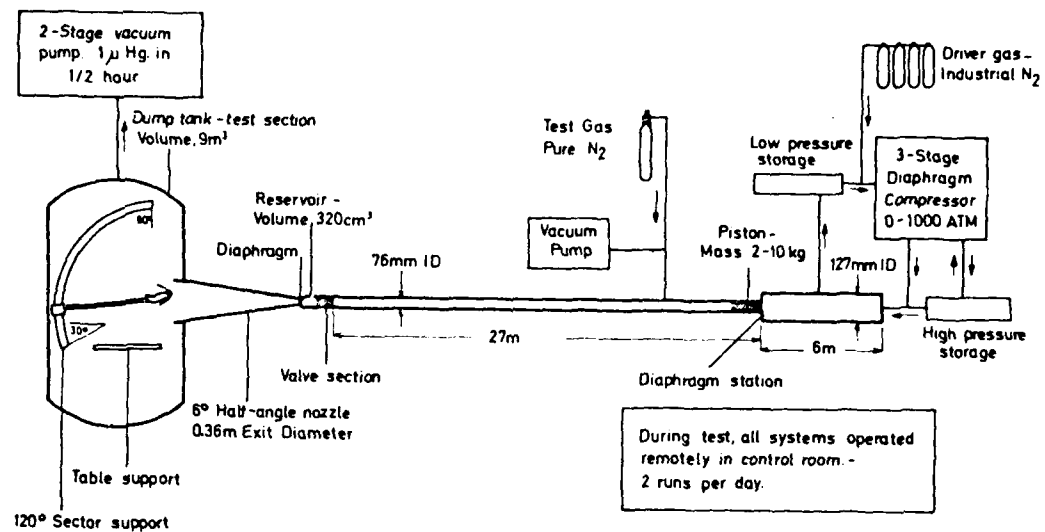 2-Stage vacuum
pump. 1 μ Hg. in
1/2 hour
Dump tank-test section
Volume, 9m³
Reservoir -
Volume, 320cm³
Diaphragm
76mm ID
Test Gas
Pure N₂
Vacuum
Pump
Low pressure
storage
Driver gas-
Industrial N₂
3-Stage
Diaphragm
Compressor
0-1000 ATM
Piston-
Mass 2-10kg
127mm ID
60°
30°
27m
6m
High pressure
storage
Valve section
Diaphragm station
6° Half-angle nozzle
0.36m Exit Diameter
Table support
120° Sector support
During test, all systems operated
remotely in control room.-
2 runs per day.